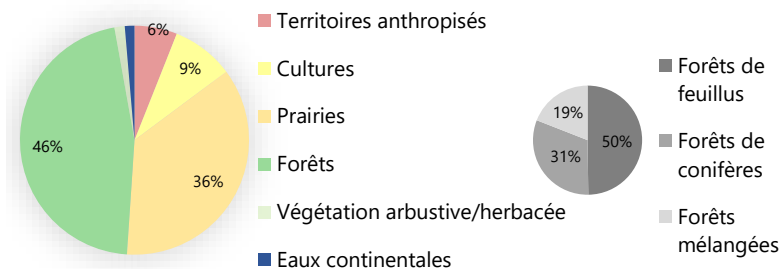 6%
9%
36%
46%
Territoires anthropisés
Cultures
Prairies
Forêts
Végétation arbustive/herbacée
Eaux continentales
19%
31%
50%
Forêts de
feuillus
Forêts de
conifères
Forêts
mélangées